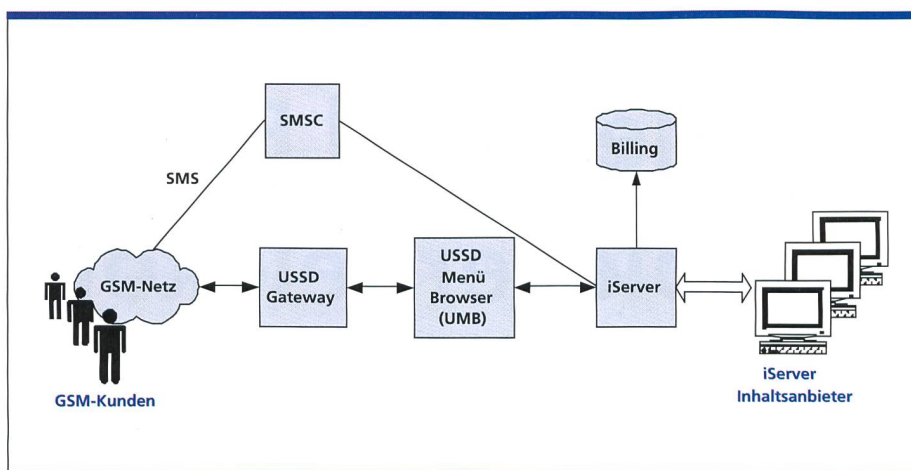 SMSC
Billing
SMS
GSM-Netz
USSD
Gateway
USSD
Menü
Browser
(UMB)
iServer
GSM-Kunden
iServer
Inhaltsanbieter